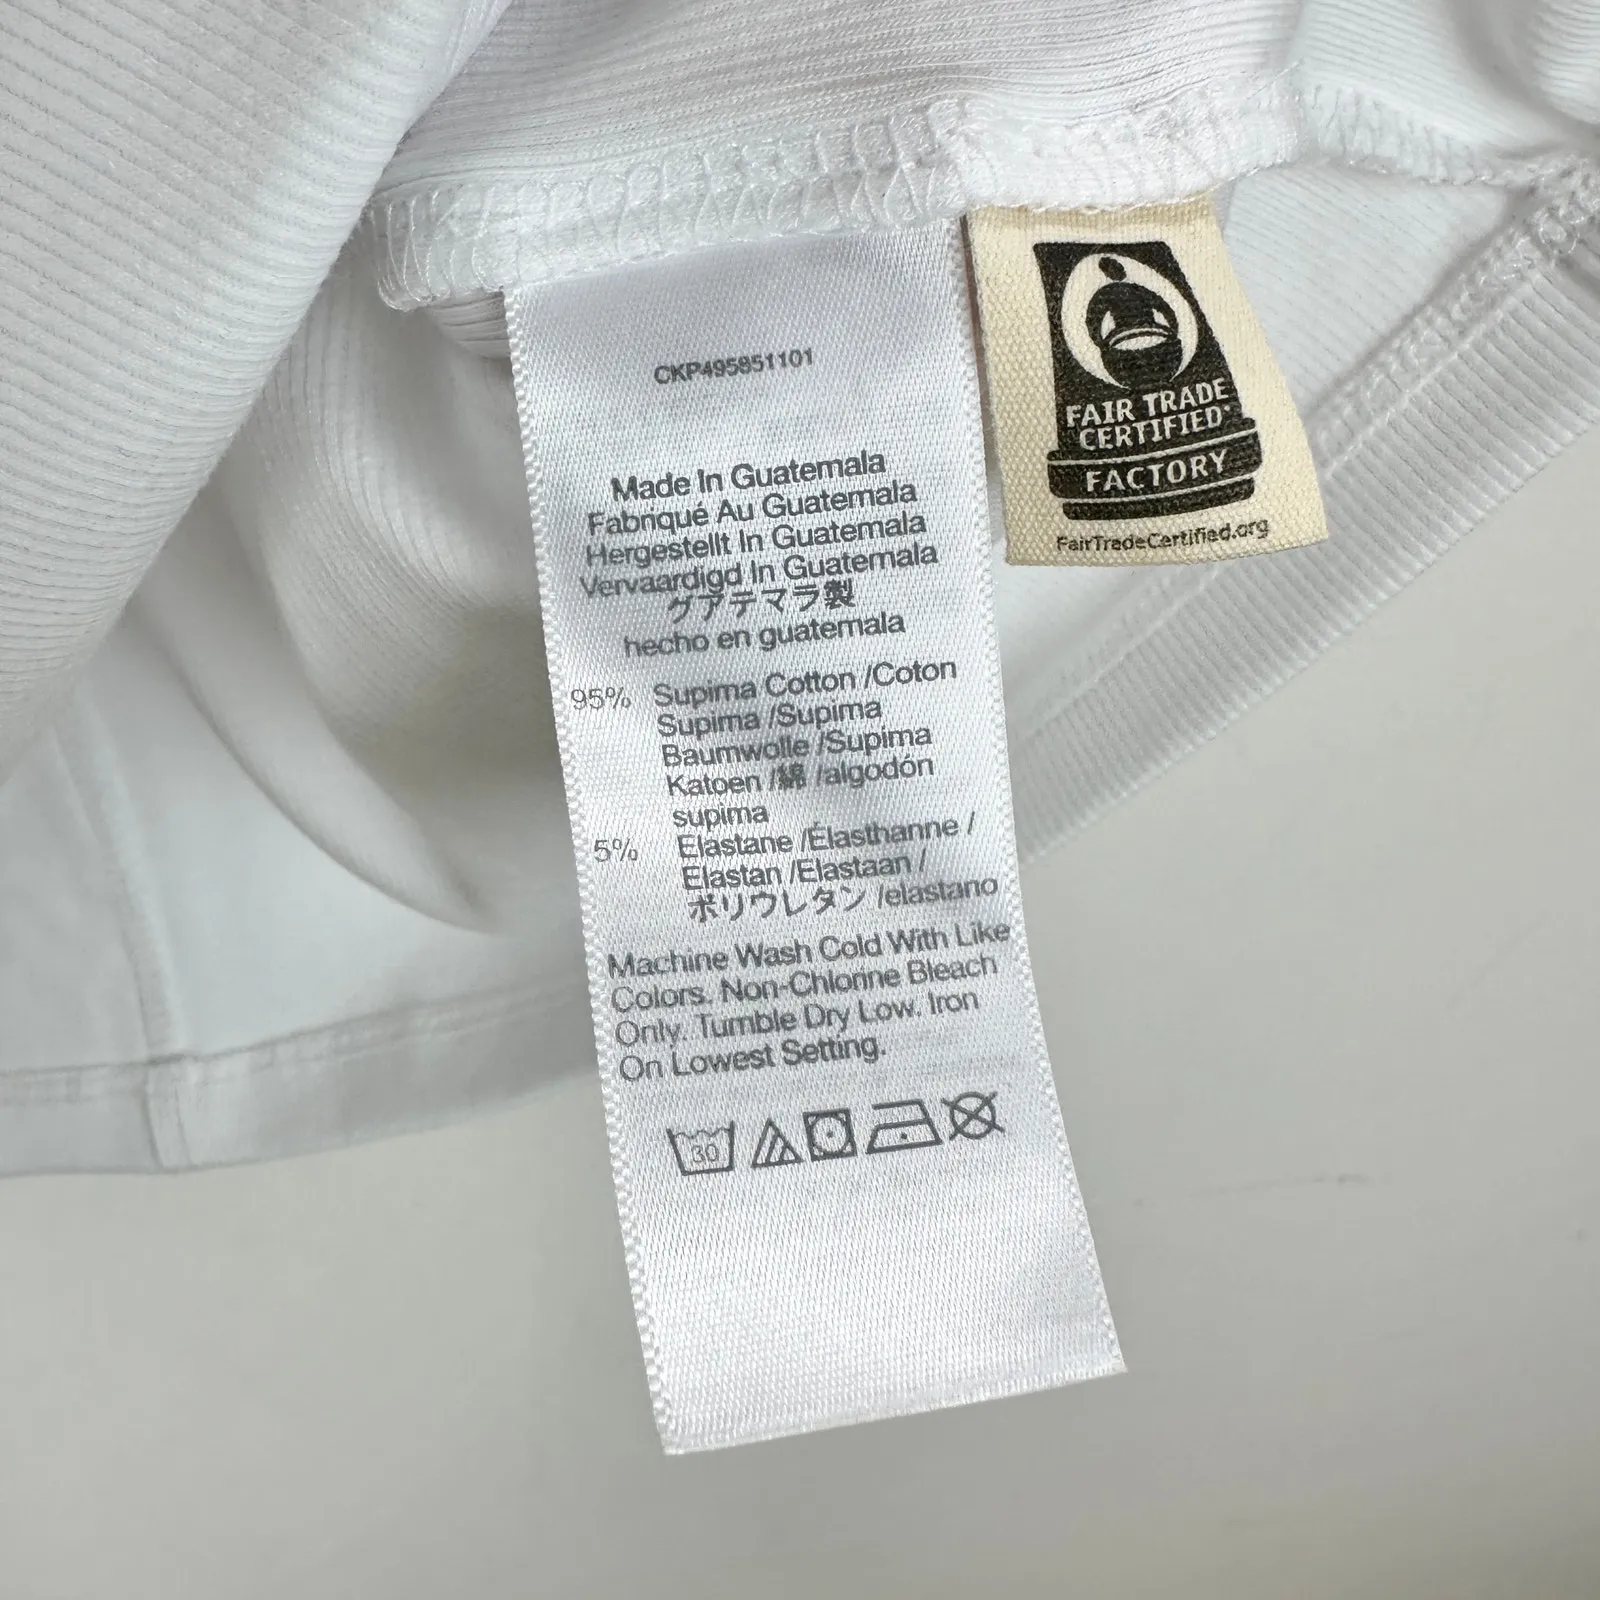 CKP495851101
Made In Guatemala
Fabriqué Au Guatemala
Hergestellt In Guatemala
Vervaardigd In Guatemala
グアテマラ製
hecho en guatemala
95% Supima Cotton /Coton
Supima /Supima
Baumwolle /Supima
Katoen /綿 /algodón
supima
5% Elastane /Élasthanne /
Elastan /Elastaan /
ポリウレタン /elastano
Machine Wash Cold With Like
Colors. Non-Chlorine Bleach
Only. Tumble Dry Low. Iron
On Lowest Setting.
30
FAIR TRADE
CERTIFIED
FACTORY
FairTradeCertified.org